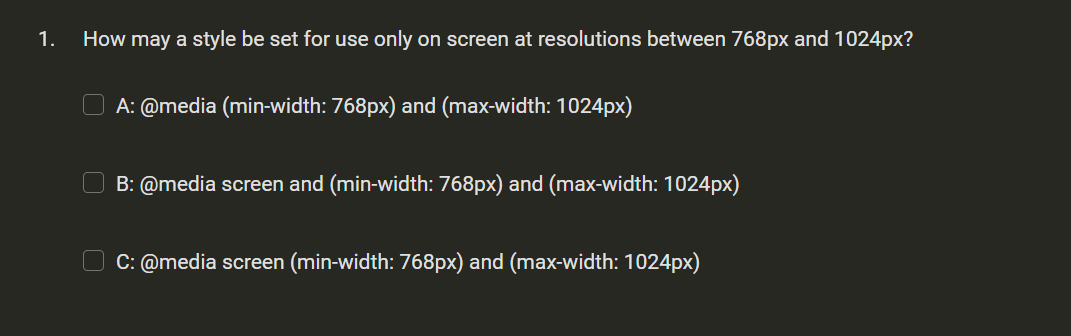 1. How may a style be set for use only on screen at resolutions between 768px and 1024px?
A: @media (min-width: 768px) and (max-width: 1024px)
B: @media screen and (min-width: 768px) and (max-width: 1024px)
C: @media screen (min-width: 768px) and (max-width: 1024px)